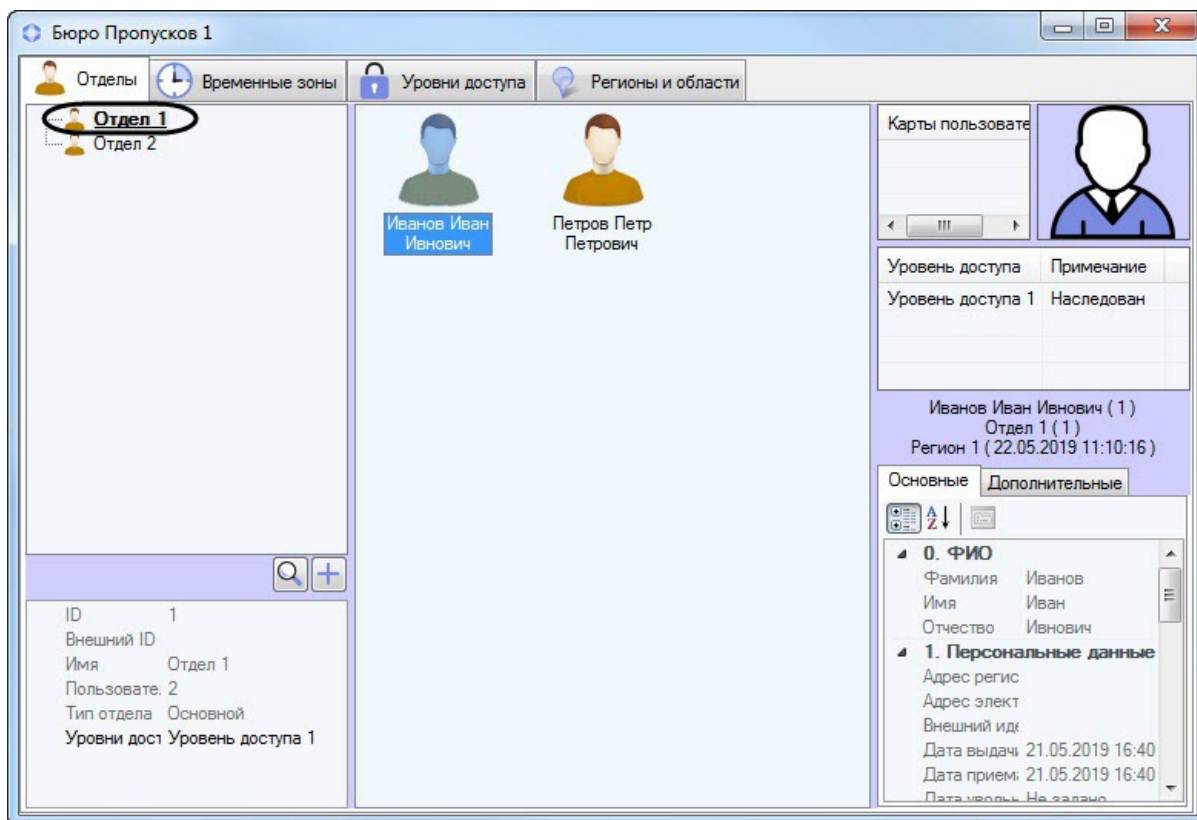 Бюро Пропусков 1
Отделы Временные зоны Уровни доступа Регионы и области
Отдел 1
Отдел 2
Иванов Иван
Ивнович
Петров Петр
Петрович
Карты пользовате
Уровень доступа Примечание
Уровень доступа 1 Наследован
Иванов Иван Ивнович ( 1 )
Отдел 1 ( 1 )
Регион 1 ( 22.05.2019 11:10:16 )
Основные Дополнительные
0. ФИО
Фамилия Иванов
Имя Иван
Отчество Ивнович
1. Персональные данные
Адрес регис
Адрес элект
Внешний иде
Дата выдачи 21.05.2019 16:40
Дата прием 21.05.2019 16:40
Дата уволь Не задано
ID 1
Внешний ID
Имя Отдел 1
Пользовате. 2
Тип отдела Основной
Уровни дост Уровень доступа 1